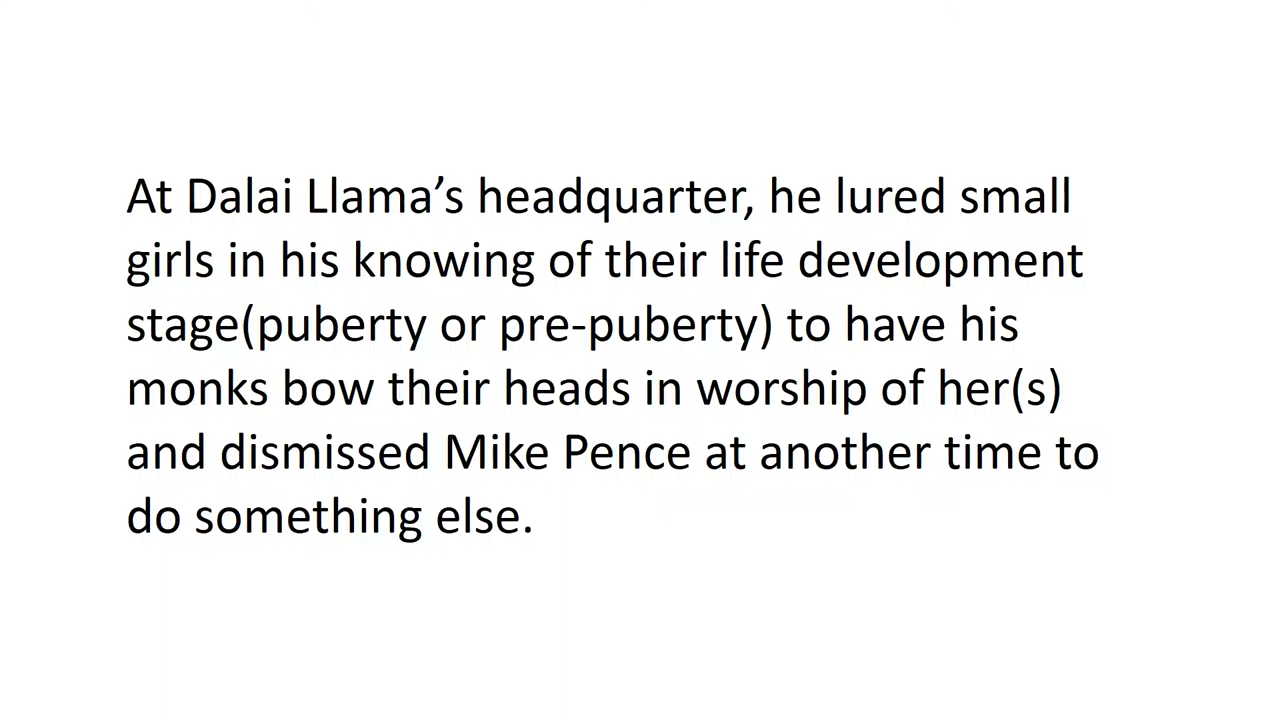 At Dalai Llama’s headquarter, he lured small
girls in his knowing of their life development
stage(puberty or pre-puberty) to have his
monks bow their heads in worship of her(s)
and dismissed Mike Pence at another time to
do something else.